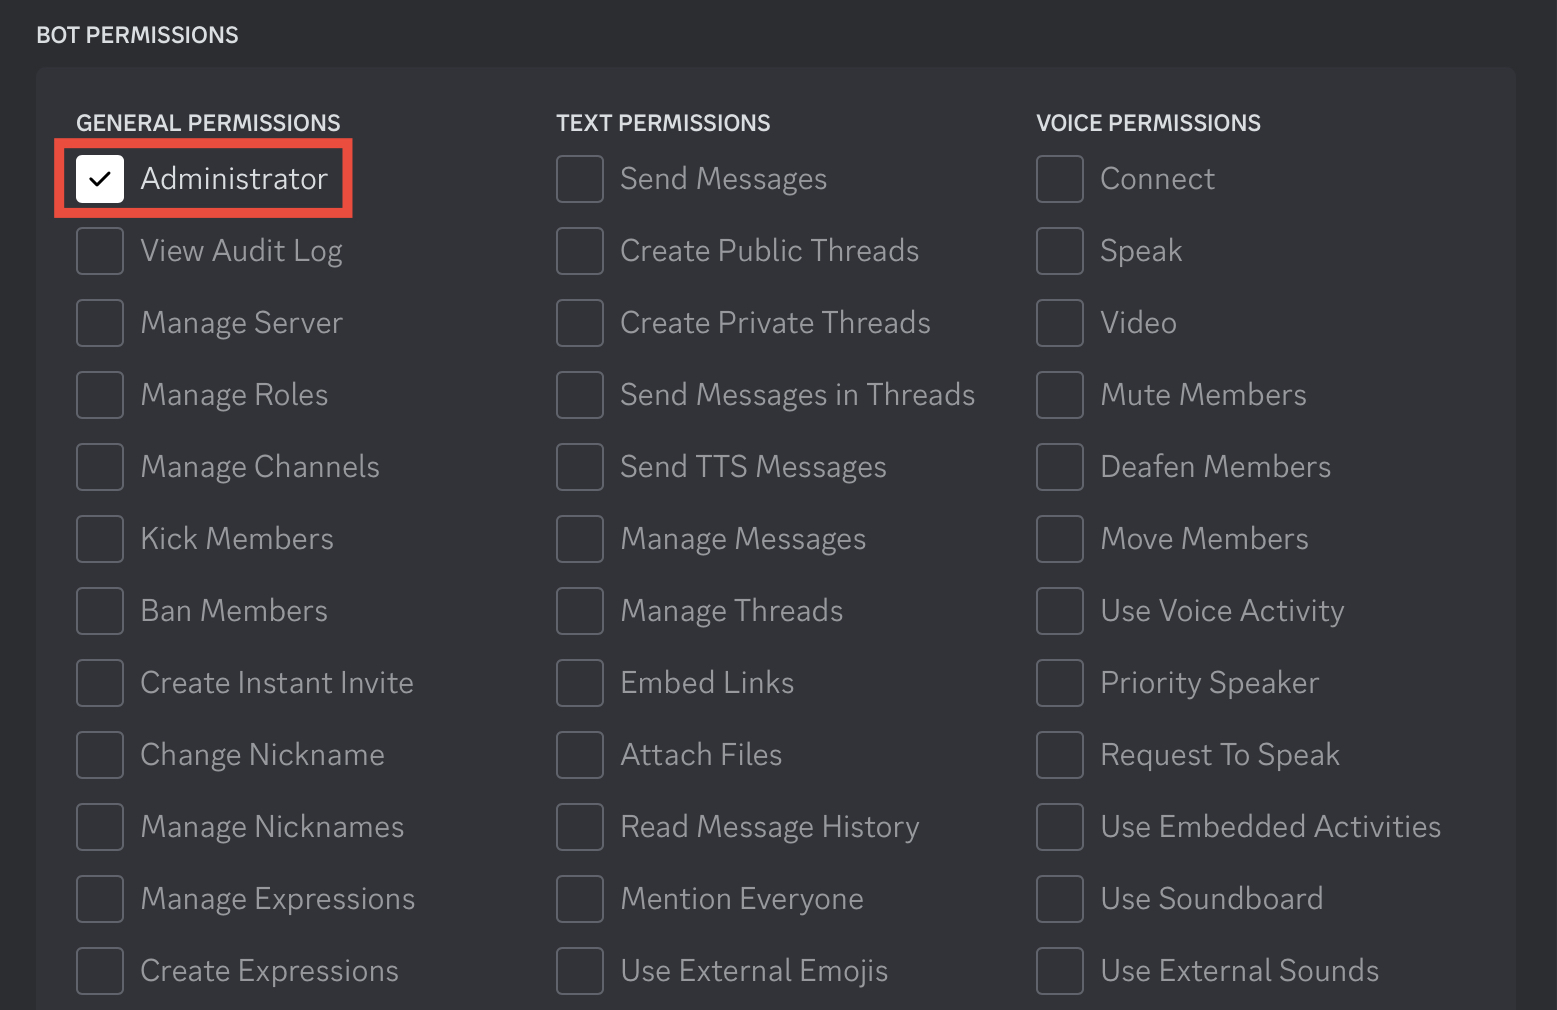 BOT PERMISSIONS
GENERAL PERMISSIONS
Administrator
View Audit Log
Manage Server
Manage Roles
Manage Channels
Kick Members
Ban Members
Create Instant Invite
Change Nickname
Manage Nicknames
Manage Expressions
Create Expressions
TEXT PERMISSIONS
Send Messages
Create Public Threads
Create Private Threads
Send Messages in Threads
Send TTS Messages
Manage Messages
Manage Threads
Embed Links
Attach Files
Read Message History
Mention Everyone
Use External Emojis
VOICE PERMISSIONS
Connect
Speak
Video
Mute Members
Deafen Members
Move Members
Use Voice Activity
Priority Speaker
Request To Speak
Use Embedded Activities
Use Soundboard
Use External Sounds